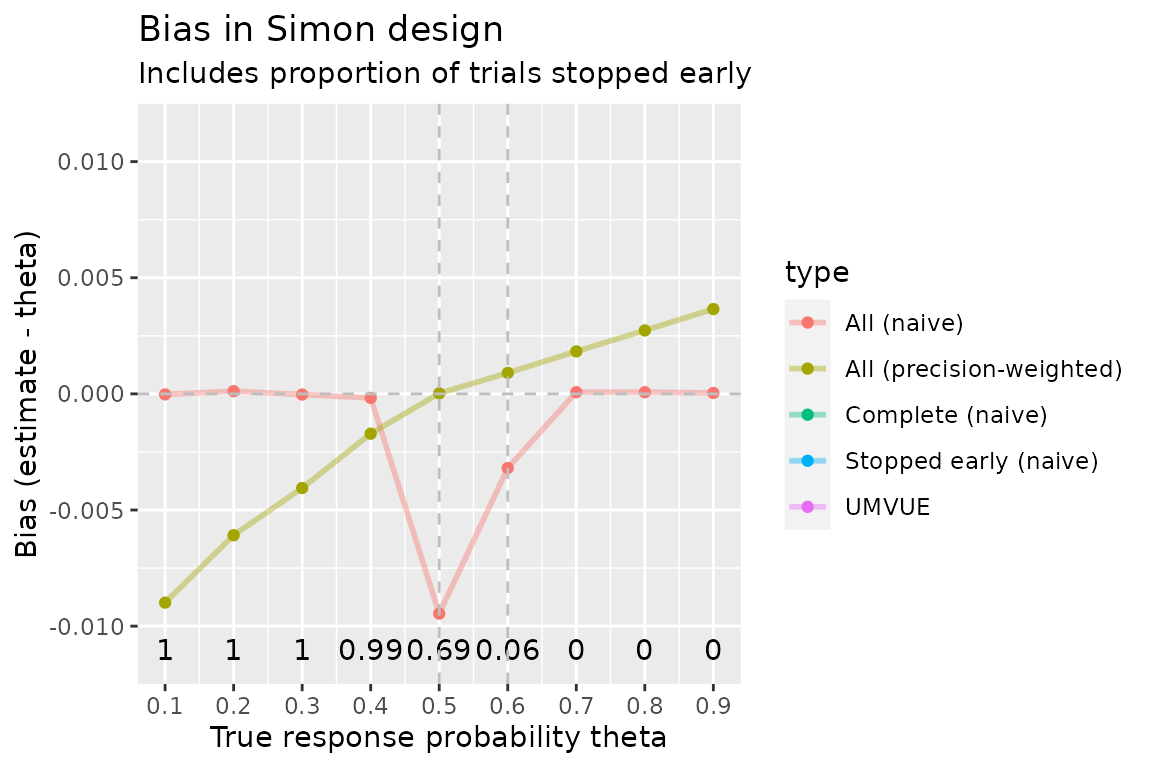 Bias in Simon design
Includes proportion of trials stopped early
Bias (estimate - theta)
0.010
0.005
0.000
-0.005
-0.010
1 1 1 0.99 0.69 0.06 0 0 0
0.1 0.2 0.3 0.4 0.5 0.6 0.7 0.8 0.9
True response probability theta
type
All (naive)
All (precision-weighted)
Complete (naive)
Stopped early (naive)
UMVUE